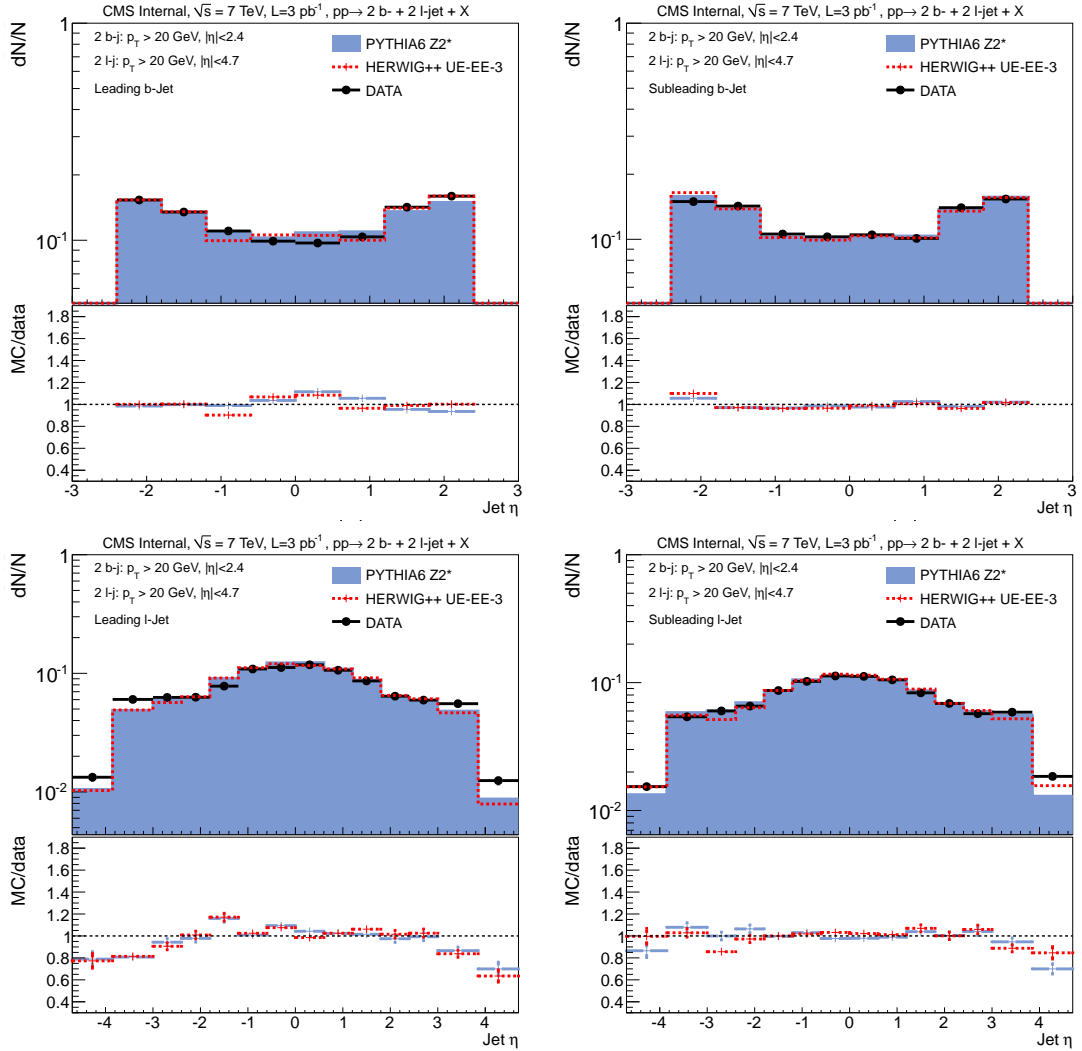 CMS Internal, √s = 7 TeV, L=3 pb⁻¹, pp→ 2 b- + 2 l-jet + X
dN/N
1
2 b-j: p_T > 20 GeV, |η|<2.4
2 l-j: p_T > 20 GeV, |η|<4.7
Leading b-Jet
PYTHIA6 Z2*
HERWIG++ UE-EE-3
DATA
10⁻¹
MC/data
1.8
1.6
1.4
1.2
1
0.8
0.6
0.4
-3 -2 -1 0 1 2 3
Jet η
CMS Internal, √s = 7 TeV, L=3 pb⁻¹, pp→ 2 b- + 2 l-jet + X
dN/N
1
2 b-j: p_T > 20 GeV, |η|<2.4
2 l-j: p_T > 20 GeV, |η|<4.7
Subleading b-Jet
PYTHIA6 Z2*
HERWIG++ UE-EE-3
DATA
10⁻¹
MC/data
1.8
1.6
1.4
1.2
1
0.8
0.6
0.4
-3 -2 -1 0 1 2 3
Jet η
CMS Internal, √s = 7 TeV, L=3 pb⁻¹, pp→ 2 b- + 2 l-jet + X
dN/N
1
2 b-j: p_T > 20 GeV, |η|<2.4
2 l-j: p_T > 20 GeV, |η|<4.7
Leading l-Jet
PYTHIA6 Z2*
HERWIG++ UE-EE-3
DATA
10⁻¹
10⁻²
MC/data
1.8
1.6
1.4
1.2
1
0.8
0.6
0.4
-4 -3 -2 -1 0 1 2 3 4
Jet η
CMS Internal, √s = 7 TeV, L=3 pb⁻¹, pp→ 2 b- + 2 l-jet + X
dN/N
1
2 b-j: p_T > 20 GeV, |η|<2.4
2 l-j: p_T > 20 GeV, |η|<4.7
Subleading l-Jet
PYTHIA6 Z2*
HERWIG++ UE-EE-3
DATA
10⁻¹
10⁻²
MC/data
1.8
1.6
1.4
1.2
1
0.8
0.6
0.4
-4 -3 -2 -1 0 1 2 3 4
Jet η